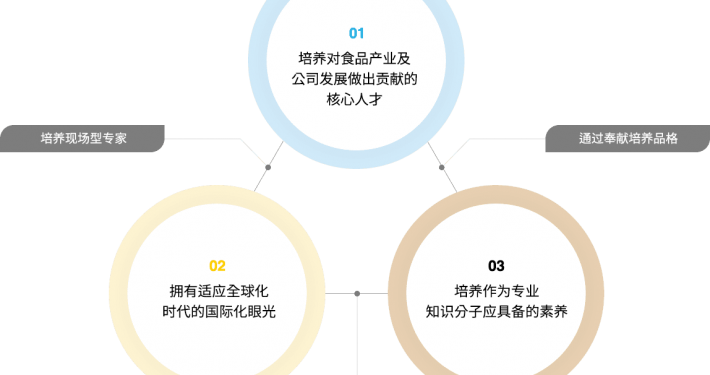 01
培养对食品产业及
公司发展做出贡献的
核心人才
培养现场型专家
通过奉献培养品格
02
拥有适应全球化
时代的国际化眼光
03
培养作为专业
知识分子应具备的素养